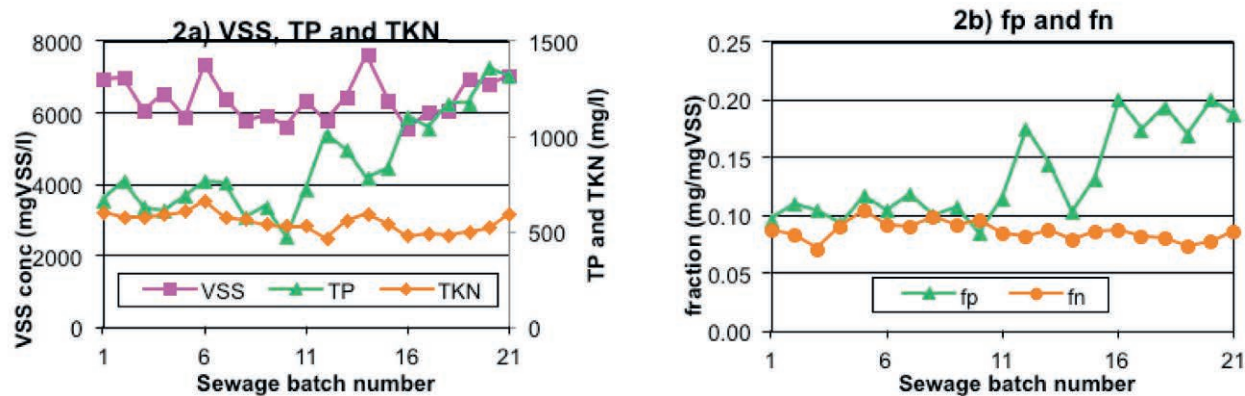 2a) VSS, TP and TKN
VSS conc (mgVSS/l)
8000
6000
4000
2000
0
1500
1000
500
0
TP and TKN (mg/l)
VSS TP TKN
1 6 11 16 21
Sewage batch number
2b) fp and fn
fraction (mg/mgVSS)
0.25
0.20
0.15
0.10
0.05
0.00
fp fn
1 6 11 16 21
Sewage batch number